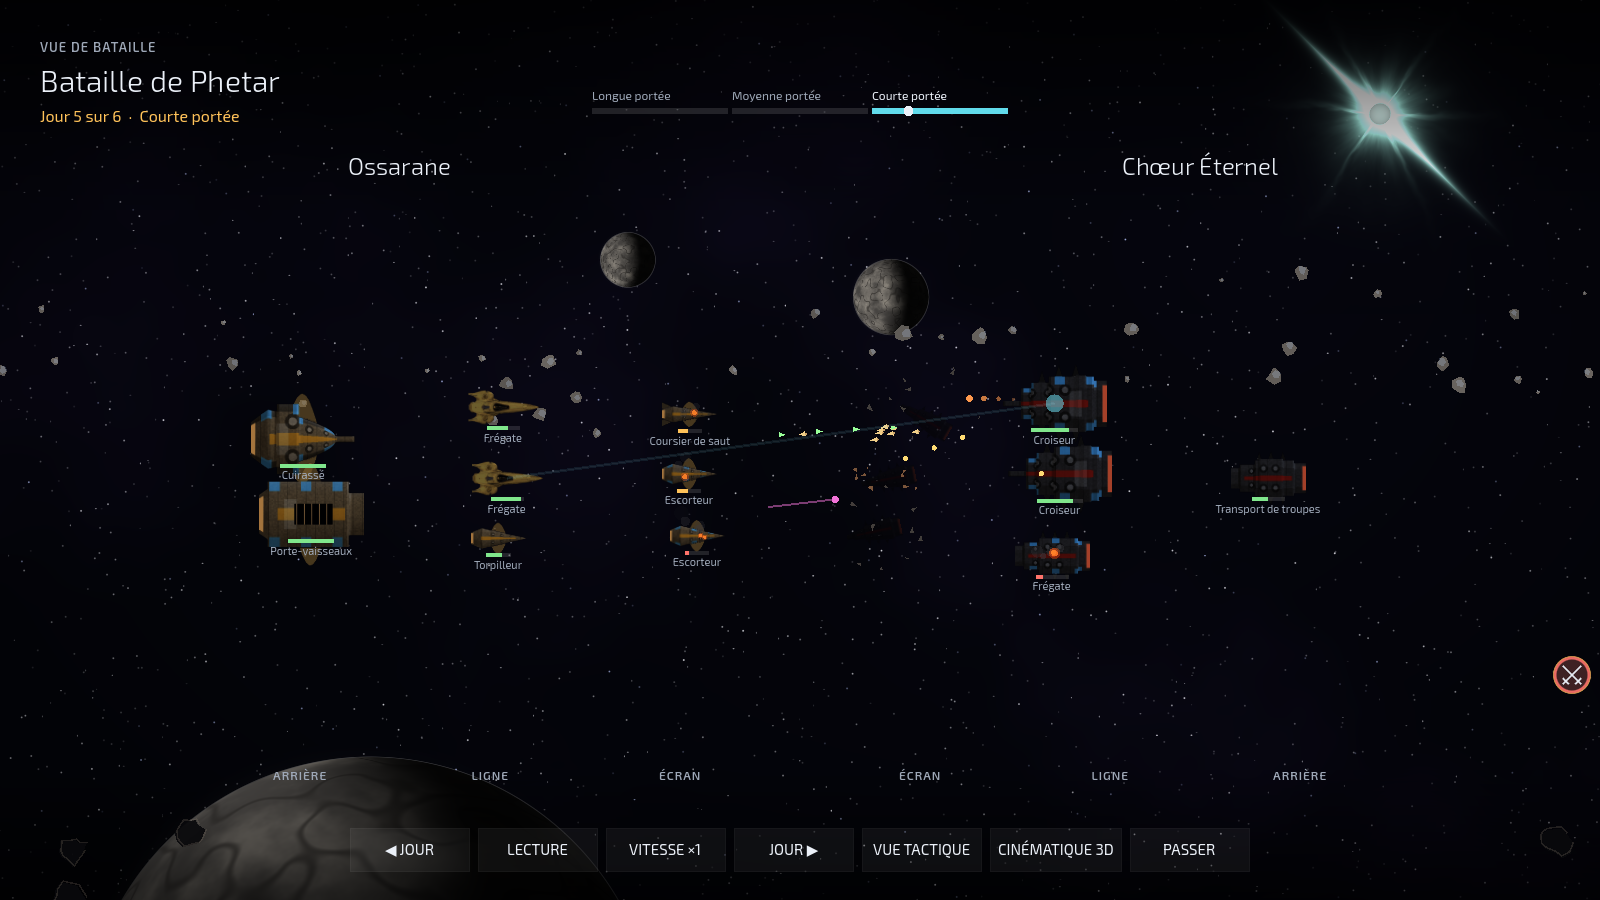 VUE DE BATAILLE
Bataille de Phetar
Jour 5 sur 6 · Courte portée
Longue portée
Moyenne portée
Courte portée
Ossarane
Chœur Éternel
Cuirassé
Porte-vaisseaux
Frégate
Frégate
Torpilleur
Coursier de saut
Escorteur
Escorteur
Croiseur
Croiseur
Frégate
Transport de troupes
ARRIÈRE
LIGNE
ÉCRAN
ÉCRAN
LIGNE
ARRIÈRE
◀ JOUR
LECTURE
VITESSE ×1
JOUR ▶
VUE TACTIQUE
CINÉMATIQUE 3D
PASSER